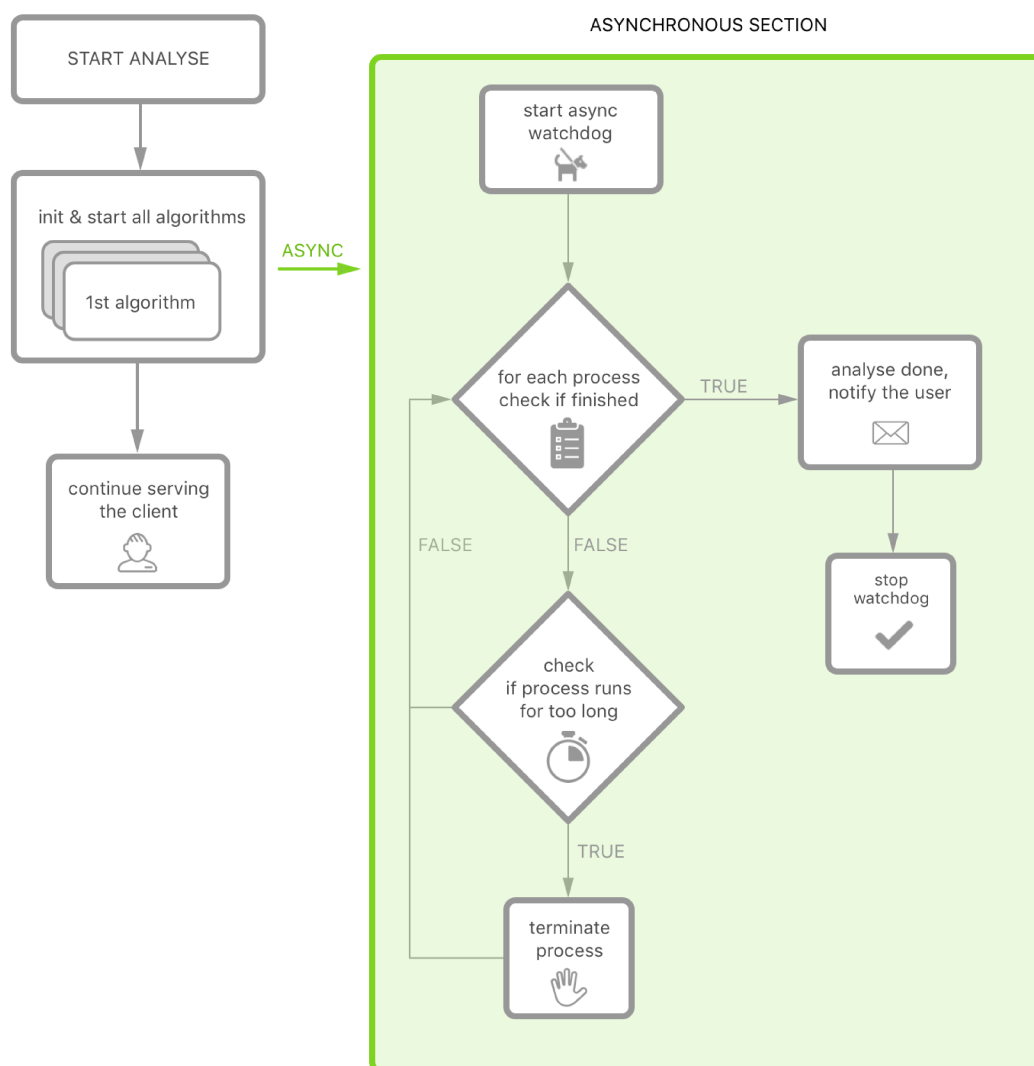 ASYNCHRONOUS SECTION
START ANALYSE
init & start all algorithms
1st algorithm
continue serving
the client
ASYNC
start async
watchdog
for each process
check if finished
TRUE
analyse done,
notify the user
stop
watchdog
FALSE
FALSE
check
if process runs
for too long
TRUE
terminate
process